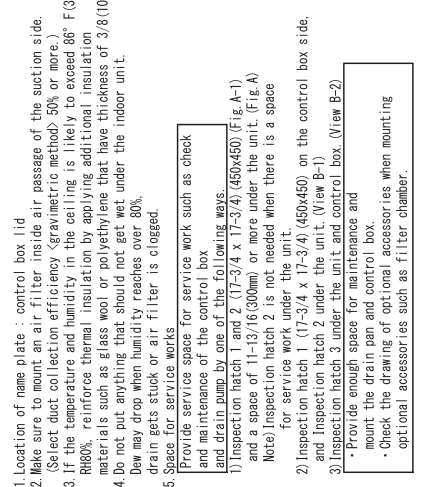 1. Location of name plate : control box lid
2. Make sure to mount an air filter inside air passage of the suction side.
(Select duct collection efficiency <gravimetric method> 50% or more.)
3. If the temperature and humidity in the ceiling is likely to exceed 86° F(3
RH80%, reinforce thermal insulation by applying additional insulation
materials such as glass wool or polyethylene that have thickness of 3/8(10
4. Do not put anything that should not get wet under the indoor unit.
Dew may drop when humidity reaches over 80%,
drain gets stuck or air filter is clogged.
5. Space for service works
Provide service space for service work such as check
and maintenance of the control box
and drain pump by one of the following ways.
1) Inspection hatch 1 and 2 (17-3/4 x 17-3/4)(450x450)(Fig. A-1)
and a space of 11-13/16(300mm) or more under the unit.(Fig. A)
Note)Inspection hatch 2 is not needed when there is a space
for service work under the unit.
2) Inspection hatch 1 (17-3/4 x 17-3/4)(450x450) on the control box side,
and Inspection hatch 2 under the unit. (View B-1)
3) Inspection hatch 3 under the unit and control box. (View B-2)
・Provide enough space for maintenance and
mount the drain pan and control box.
・Check the drawing of optional accessories when mounting
optional accessories such as filter chamber.